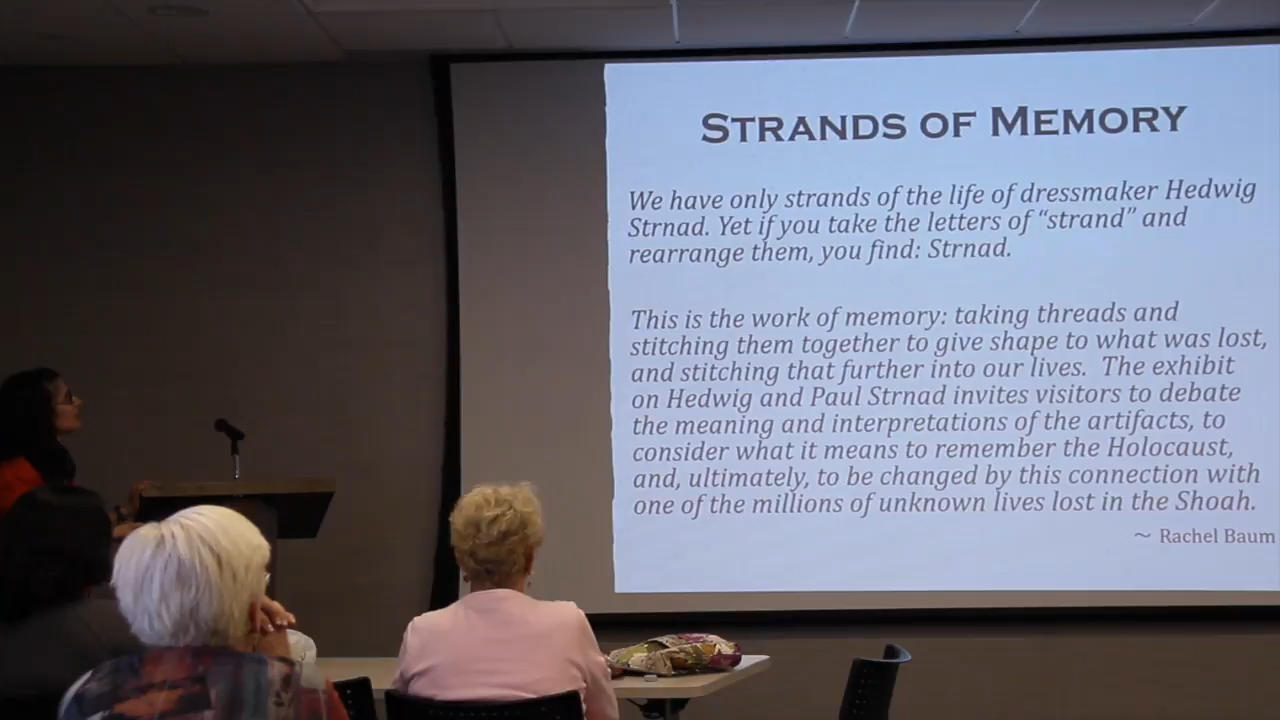 STRANDS OF MEMORY
We have only strands of the life of dressmaker Hedwig
Strnad. Yet if you take the letters of “strand” and
rearrange them, you find: Strnad.
This is the work of memory: taking threads and
stitching them together to give shape to what was lost,
and stitching that further into our lives.  The exhibit
on Hedwig and Paul Strnad invites visitors to debate
the meaning and interpretations of the artifacts, to
consider what it means to remember the Holocaust,
and, ultimately, to be changed by this connection with
one of the millions of unknown lives lost in the Shoah.
~ Rachel Baum